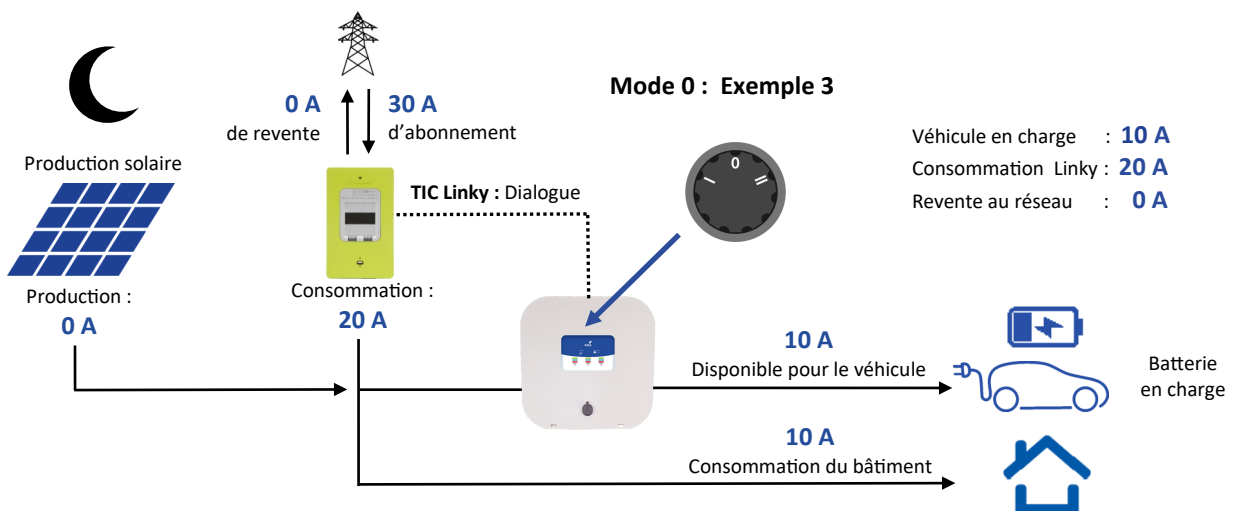 Mode 0 : Exemple 3
0 A
de revente
30 A
d'abonnement
Production solaire
TIC Linky : Dialogue
0
Véhicule en charge : 10 A
Consommation Linky : 20 A
Revente au réseau : 0 A
Production :
0 A
Consommation :
20 A
10 A
Disponible pour le véhicule
Batterie
en charge
10 A
Consommation du bâtiment